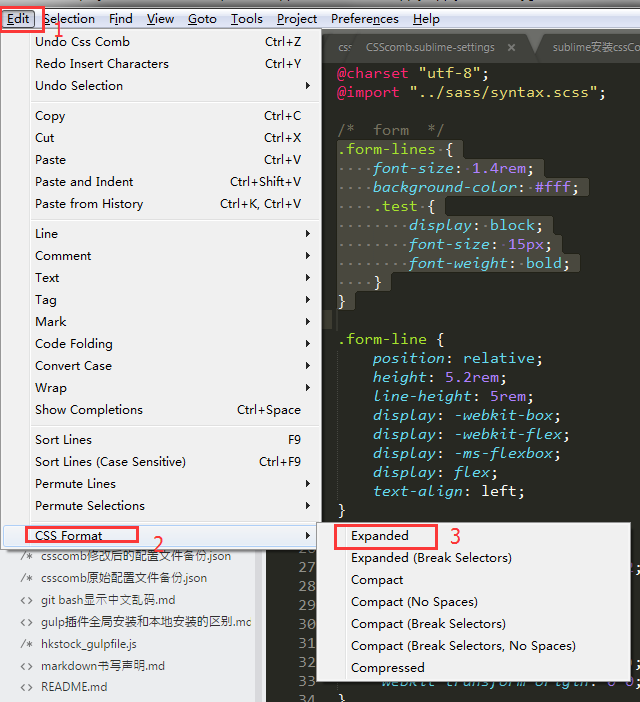 Edit Selection Find View Goto Tools Project Preferences Help
1
Undo Css Comb Ctrl+Z
Redo Insert Characters Ctrl+Y
Undo Selection
Copy Ctrl+C
Cut Ctrl+X
Paste Ctrl+V
Paste and Indent Ctrl+Shift+V
Paste from History Ctrl+K, Ctrl+V
Line
Comment
Text
Tag
Mark
Code Folding
Convert Case
Wrap
Show Completions Ctrl+Space
Sort Lines F9
Sort Lines (Case Sensitive) Ctrl+F9
Permute Lines
Permute Selections
CSS Format
2
Expanded
3
Expanded (Break Selectors)
Compact
Compact (No Spaces)
Compact (Break Selectors)
Compact (Break Selectors, No Spaces)
Compressed
CSScomb.sublime-settings × sublime安装cssCo
@charset "utf-8";
@import "../sass/syntax.scss";
/* form */
.form-lines {
font-size: 1.4rem;
background-color: #fff;
.test {
display: block;
font-size: 15px;
font-weight: bold;
}
}
.form-line {
position: relative;
height: 5.2rem;
line-height: 5rem;
display: -webkit-box;
display: -webkit-flex;
display: -ms-flexbox;
display: flex;
text-align: left;
}
/* csscomb修改后的配置文件备份.json
/* csscomb原始配置文件备份.json
<> git bash显示中文乱码.md
<> gulp插件全局安装和本地安装的区别.md
/* hkstock_gulpfile.js
<> markdown书写声明.md
<> README.md
27
28
29
30
31
32
33
34 }